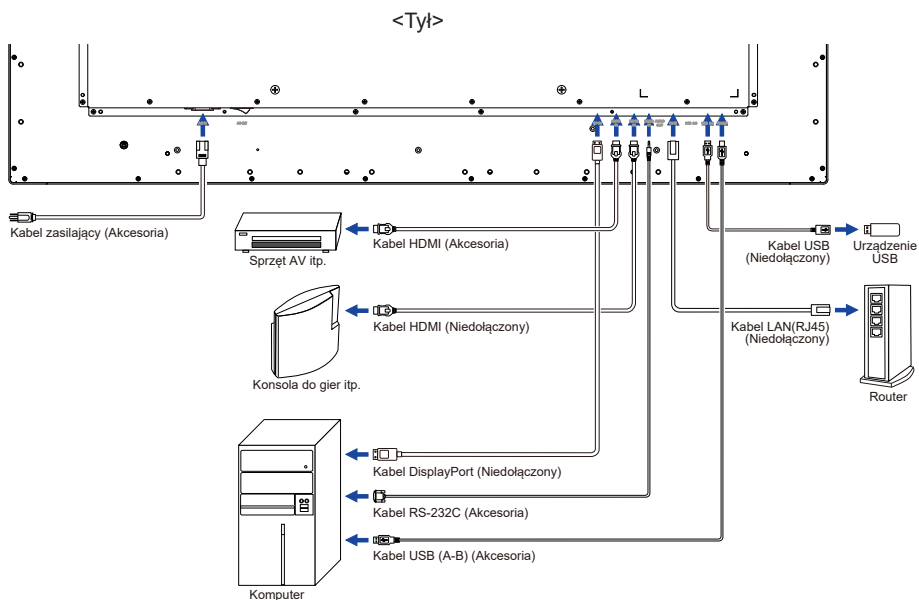 <Tył>
Kabel zasilający (Akcesoria)
Sprzęt AV itp.
Kabel HDMI (Akcesoria)
Kabel USB
(Niedołączony)
Urządzenie
USB
Konsola do gier itp.
Kabel HDMI (Niedołączony)
Kabel LAN(RJ45)
(Niedołączony)
Router
Kabel DisplayPort (Niedołączony)
Kabel RS-232C (Akcesoria)
Kabel USB (A-B) (Akcesoria)
Komputer